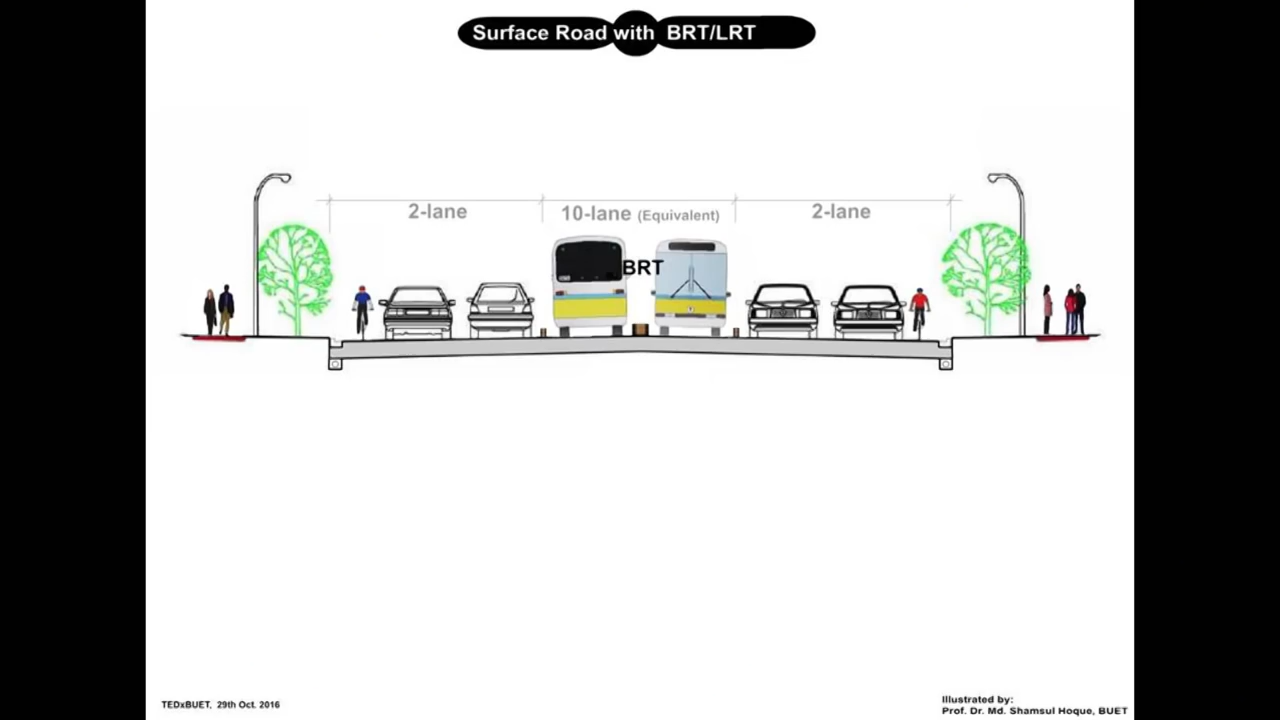 Surface Road with BRT/LRT
2-lane
10-lane (Equivalent)
2-lane
BRT
TEDxBUET, 29th Oct. 2016
Illustrated by:
Prof. Dr. Md. Shamsul Hoque, BUET